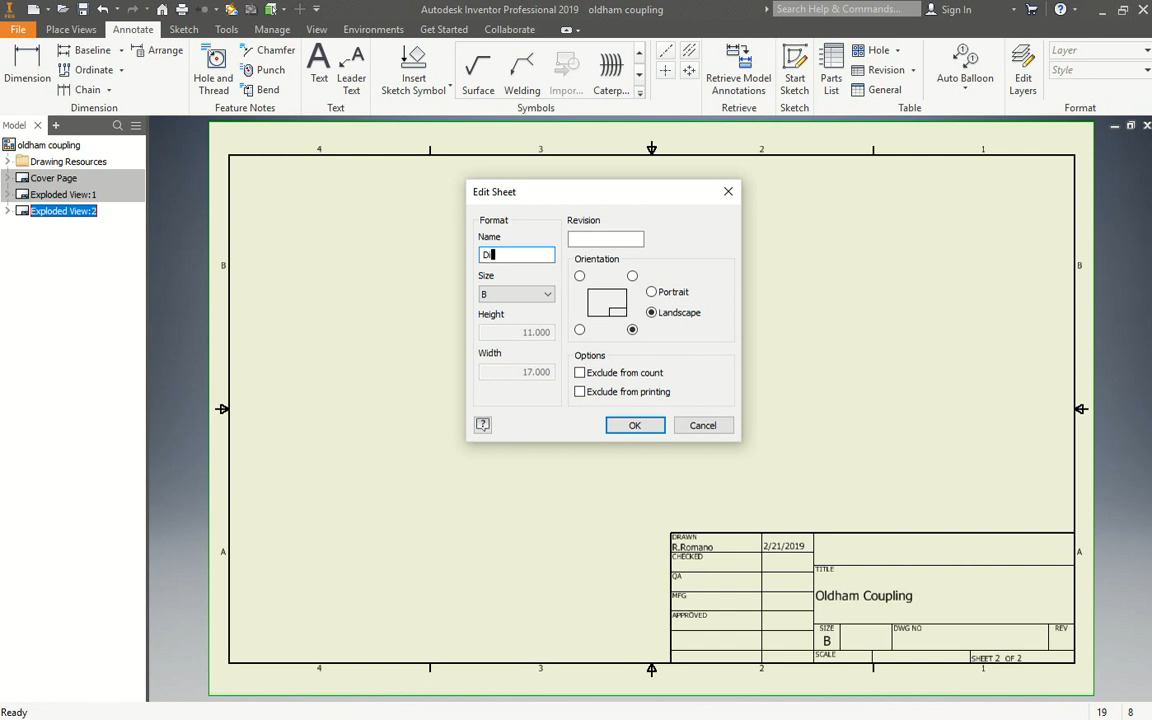 Autodesk Inventor Professional 2019 oldham coupling
Search Help & Commands...
Sign In
File Place Views Annotate Sketch Tools Manage View Environments Get Started Collaborate
Dimension
Baseline
Ordinate
Chain
Arrange
Dimension
Hole and Thread
Chamfer
Punch
Bend
Feature Notes
Text
Leader Text
Text
Insert Sketch Symbol
Surface
Welding
Impor...
Caterp...
Symbols
Retrieve Model Annotations
Retrieve
Start Sketch
Sketch
Parts List
Hole
Revision
General
Table
Auto Balloon
Edit Layers
Layer
Style
Format
Model
oldham coupling
Drawing Resources
Cover Page
Exploded View:1
Exploded View:2
4 3 2 1
B B
A A
Edit Sheet
Format
Name
Di
Size
B
Height
11.000
Width
17.000
Revision
Orientation
Portrait
Landscape
Options
Exclude from count
Exclude from printing
?
OK Cancel
DRAWN
R.Romano
2/21/2019
CHECKED
QA
MFG
APPROVED
TITLE
Oldham Coupling
SIZE
B
DWG NO
REV
SCALE
SHEET 2 OF 2
4 3 2 1
Ready
19 8